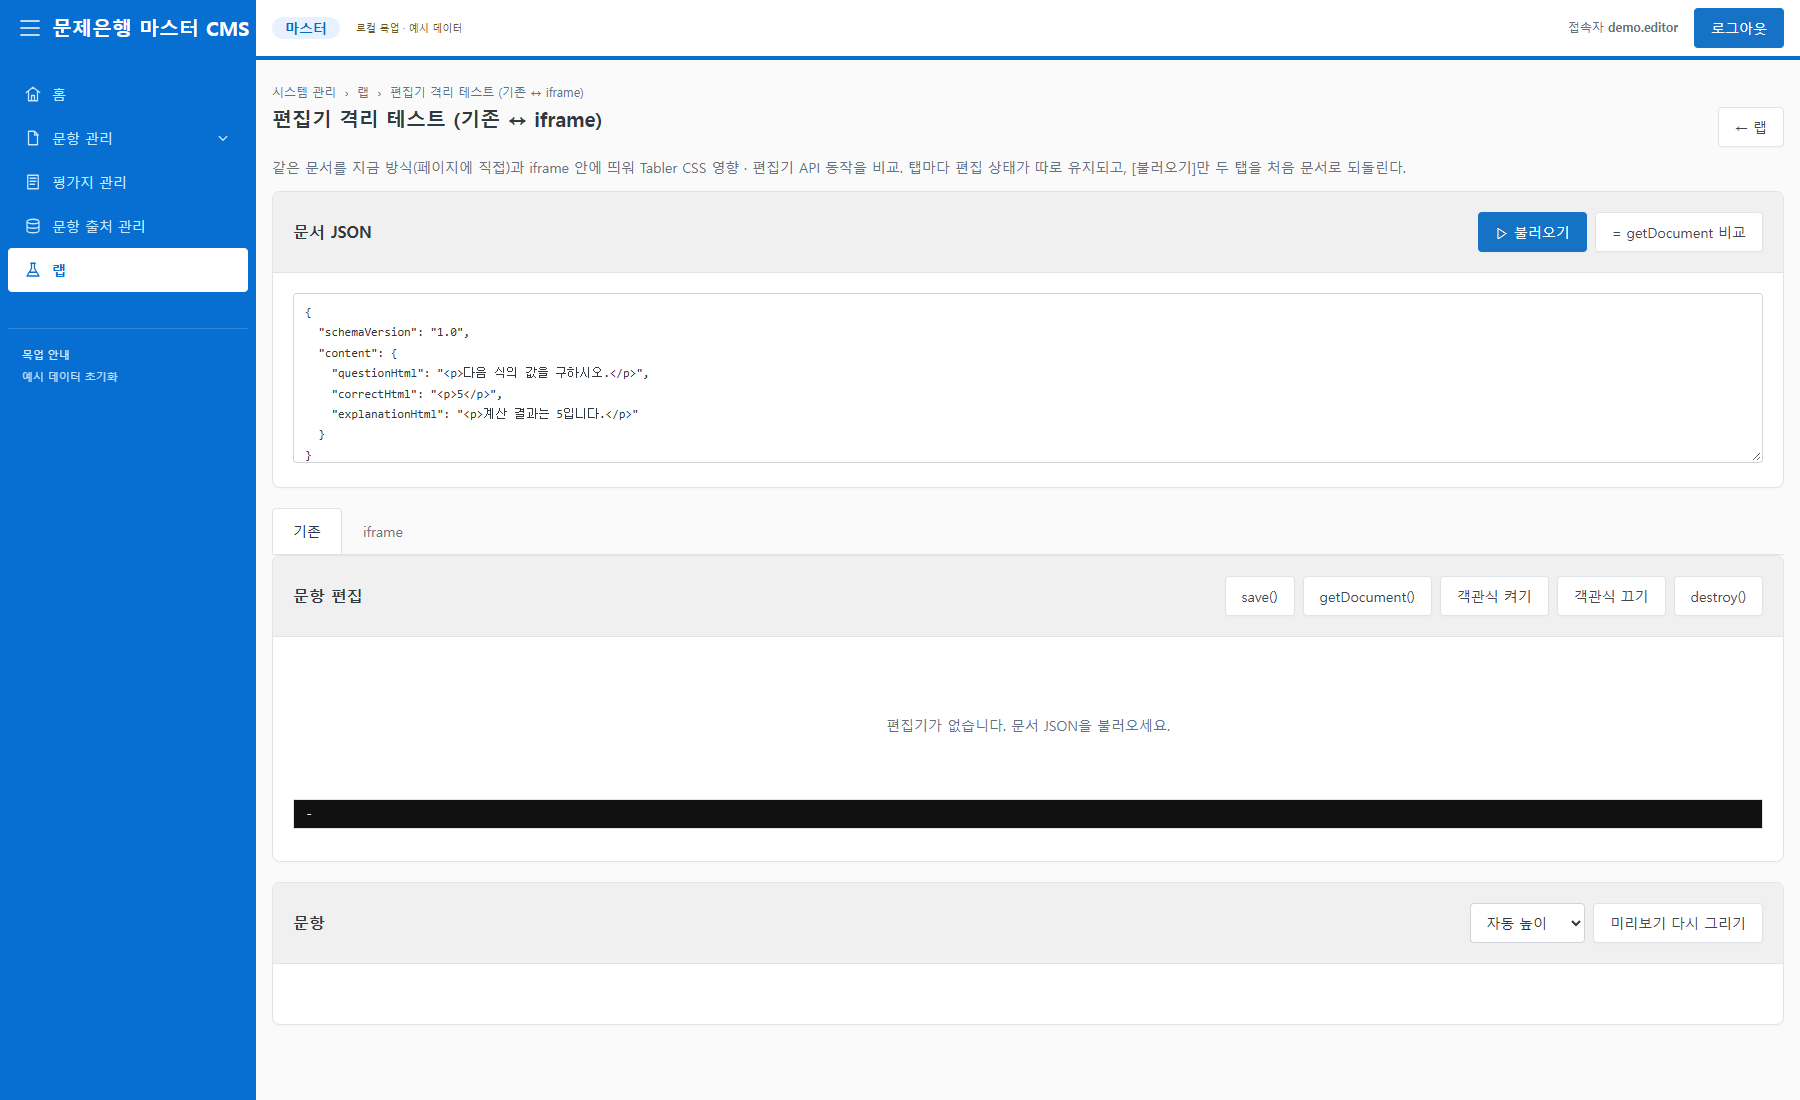 문제은행 마스터 CMS
마스터
로컬 목업 · 예시 데이터
접속자 demo.editor
로그아웃
홈
문항 관리
평가지 관리
문항 출처 관리
랩
목업 안내
예시 데이터 초기화
시스템 관리 › 랩 › 편집기 격리 테스트 (기존 ↔ iframe)
편집기 격리 테스트 (기존 ↔ iframe)
← 랩
같은 문서를 지금 방식(페이지에 직접)과 iframe 안에 띄워 Tabler CSS 영향 · 편집기 API 동작을 비교. 탭마다 편집 상태가 따로 유지되고, [불러오기]만 두 탭을 처음 문서로 되돌린다.
문서 JSON
불러오기
= getDocument 비교
{
"schemaVersion": "1.0",
"content": {
"questionHtml": "<p>다음 식의 값을 구하시오.</p>",
"correctHtml": "<p>5</p>",
"explanationHtml": "<p>계산 결과는 5입니다.</p>"
}
}
기존
iframe
문항 편집
save()
getDocument()
객관식 켜기
객관식 끄기
destroy()
편집기가 없습니다. 문서 JSON을 불러오세요.
-
문항
자동 높이
미리보기 다시 그리기